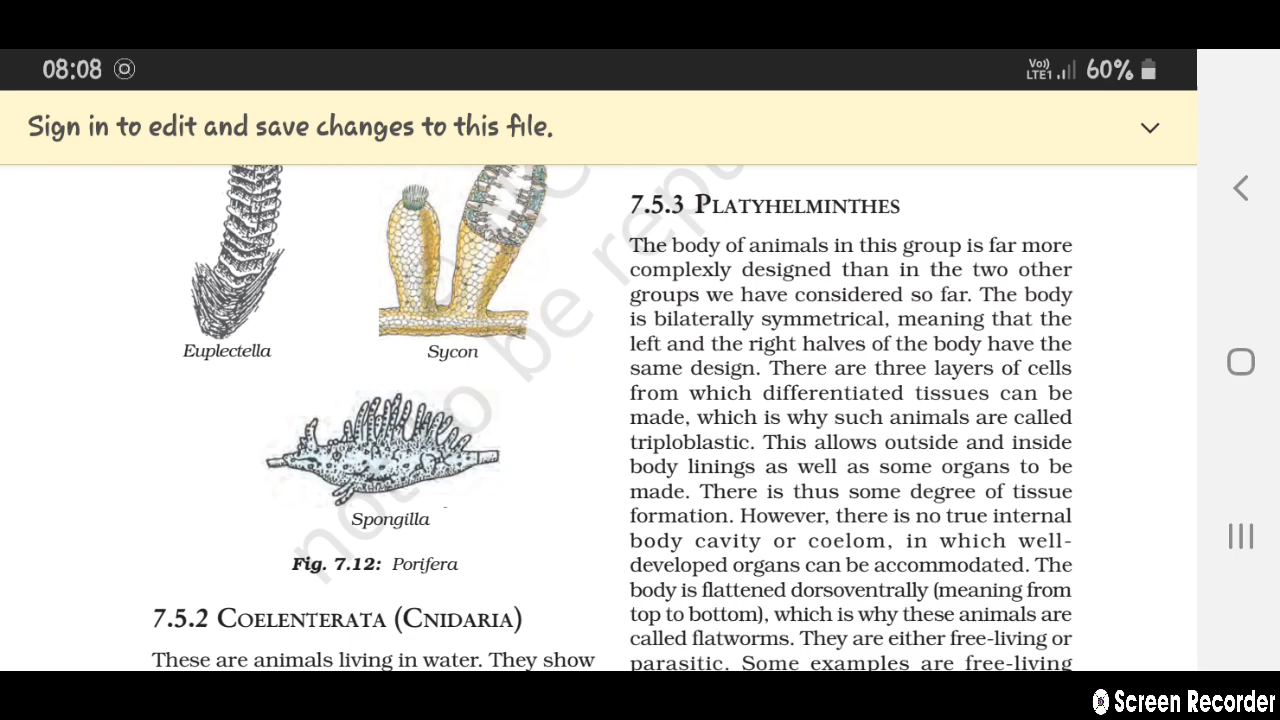 08:08
Vo))
LTE1
60%
Sign in to edit and save changes to this file.
Euplectella
Sycon
Spongilla
Fig. 7.12: Porifera
7.5.2 COELENTERATA (CNIDARIA)
These are animals living in water. They show
7.5.3 PLATYHELMINTHES
The body of animals in this group is far more
complexly designed than in the two other
groups we have considered so far. The body
is bilaterally symmetrical, meaning that the
left and the right halves of the body have the
same design. There are three layers of cells
from which differentiated tissues can be
made, which is why such animals are called
triploblastic. This allows outside and inside
body linings as well as some organs to be
made. There is thus some degree of tissue
formation. However, there is no true internal
body cavity or coelom, in which well-
developed organs can be accommodated. The
body is flattened dorsoventrally (meaning from
top to bottom), which is why these animals are
called flatworms. They are either free-living or
parasitic. Some examples are free-living
not to be
Screen Recorder